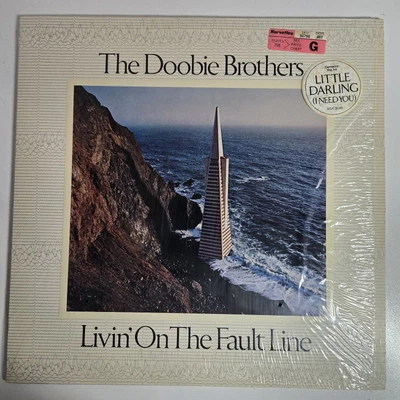 The Doobie Brothers
G
LITTLE
DARLING
(I NEED YOU)
Livin' On The Fault Line